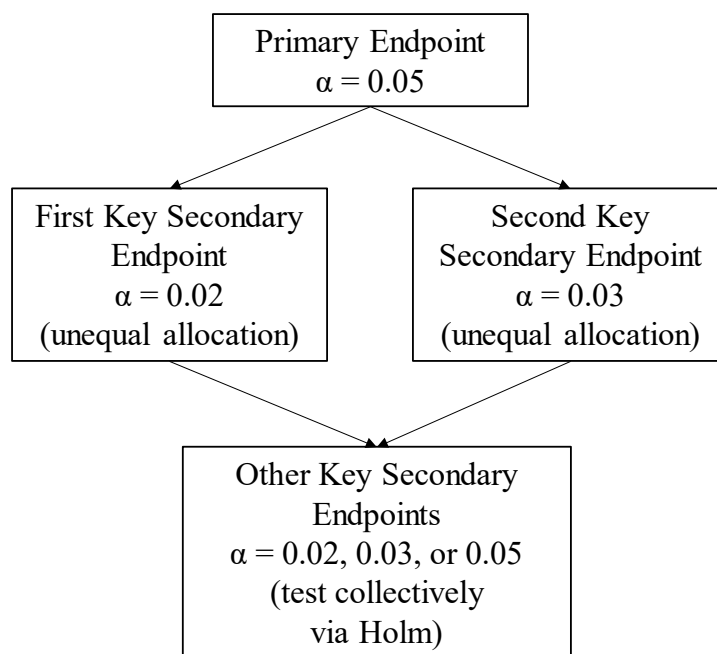 Primary Endpoint
α = 0.05
First Key Secondary
Endpoint
α = 0.02
(unequal allocation)
Second Key
Secondary Endpoint
α = 0.03
(unequal allocation)
Other Key Secondary
Endpoints
α = 0.02, 0.03, or 0.05
(test collectively
via Holm)